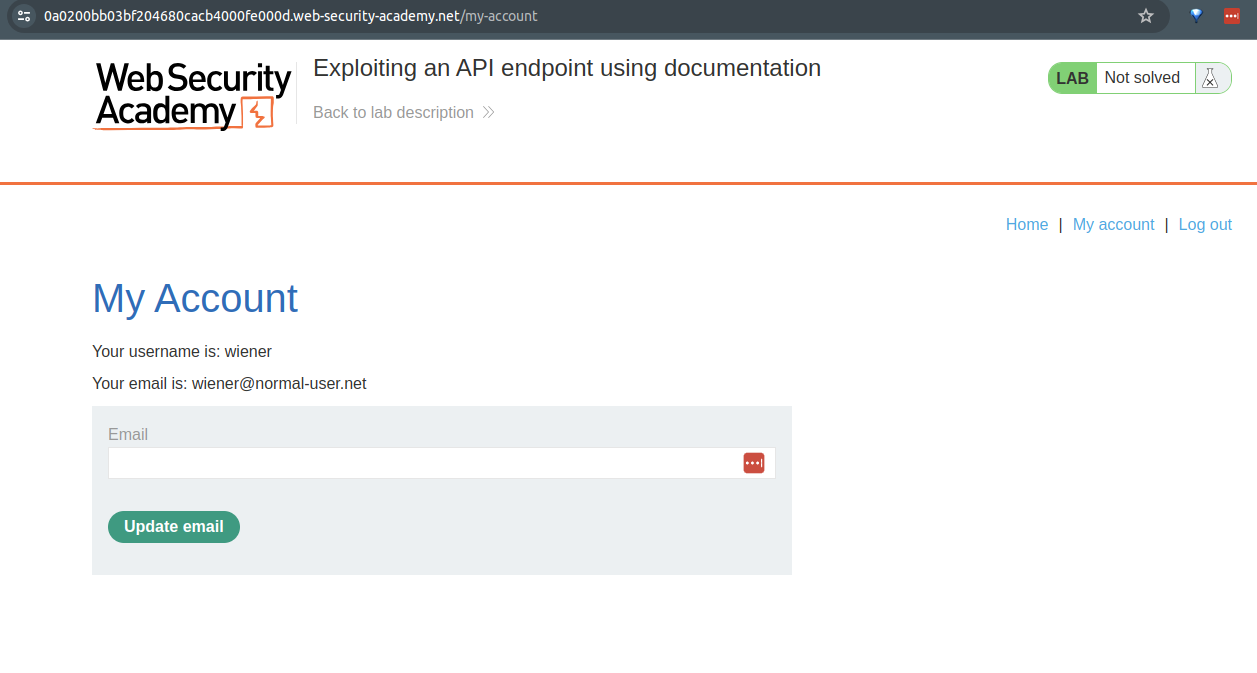 0a0200bb03bf204680cacb4000fe000d.web-security-academy.net/my-account
Web Security
Academy
Exploiting an API endpoint using documentation
Back to lab description
LAB Not solved
Home | My account | Log out
My Account
Your username is: wiener
Your email is: wiener@normal-user.net
Email
Update email